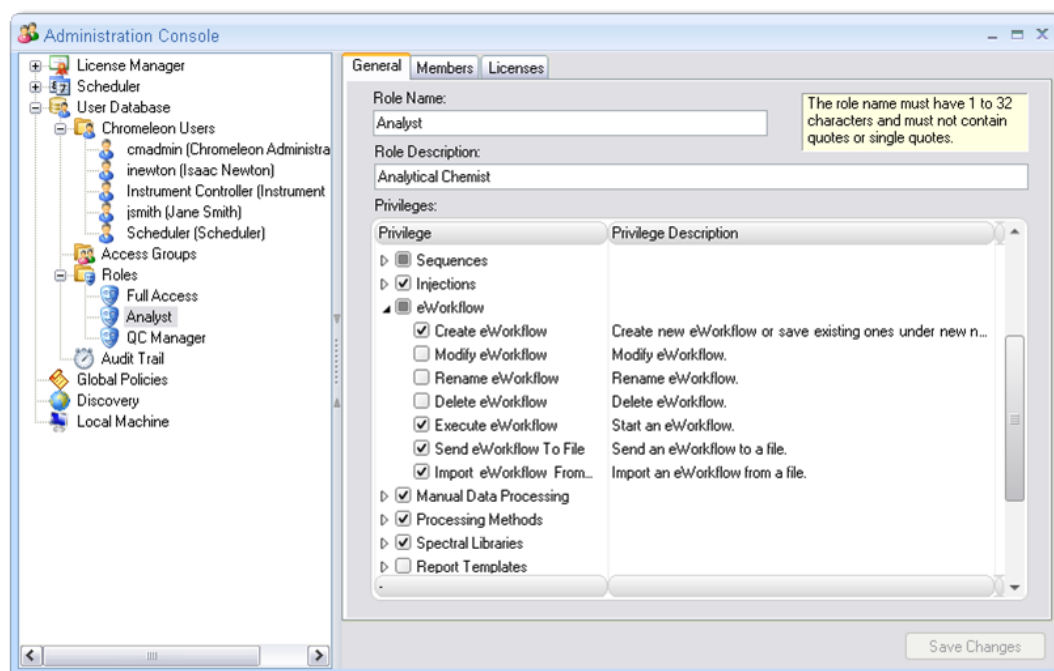 Administration Console
License Manager
Scheduler
User Database
Chromeleon Users
cmadmin (Chromeleon Administra
inewton (Isaac Newton)
Instrument Controller (Instrument
jsmith (Jane Smith)
Scheduler (Scheduler)
Access Groups
Roles
Full Access
Analyst
QC Manager
Audit Trail
Global Policies
Discovery
Local Machine
General Members Licenses
Role Name:
Analyst
The role name must have 1 to 32
characters and must not contain
quotes or single quotes.
Role Description:
Analytical Chemist
Privileges:
Privilege Privilege Description
Sequences
Injections
eWorkflow
Create eWorkflow Create new eWorkflow or save existing ones under new n...
Modify eWorkflow Modify eWorkflow.
Rename eWorkflow Rename eWorkflow.
Delete eWorkflow Delete eWorkflow.
Execute eWorkflow Start an eWorkflow.
Send eWorkflow To File Send an eWorkflow to a file.
Import eWorkflow From... Import an eWorkflow from a file.
Manual Data Processing
Processing Methods
Spectral Libraries
Report Templates
-
Save Changes